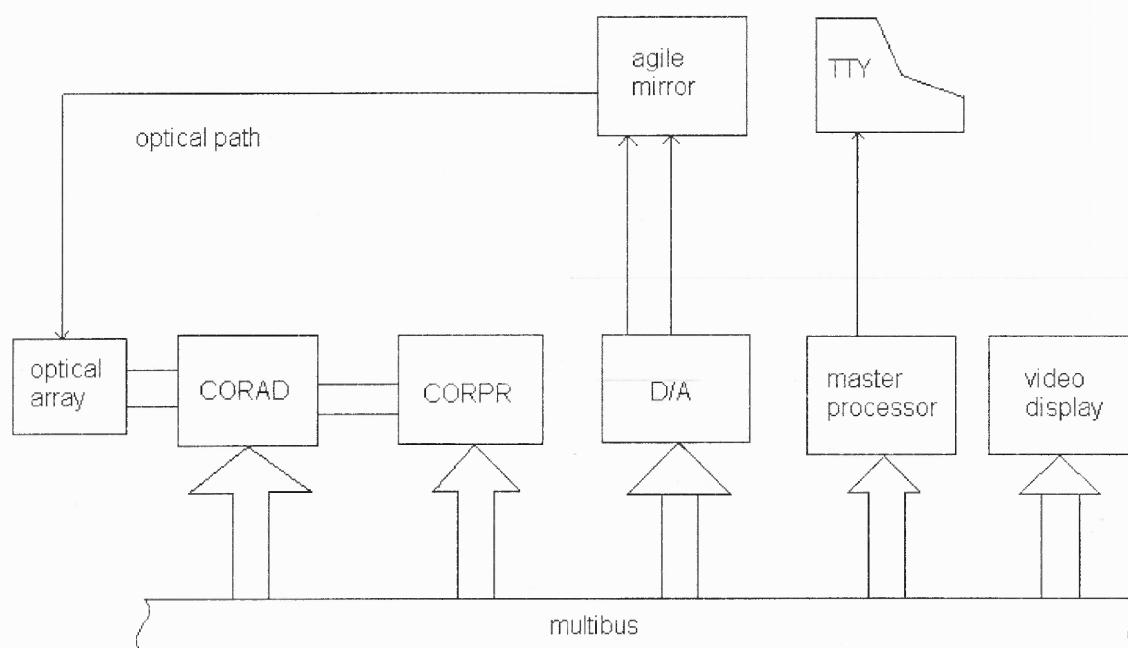 agile
mirror
TTY
optical path
optical
array
CORAD
CORPR
D/A
master
processor
video
display
multibus